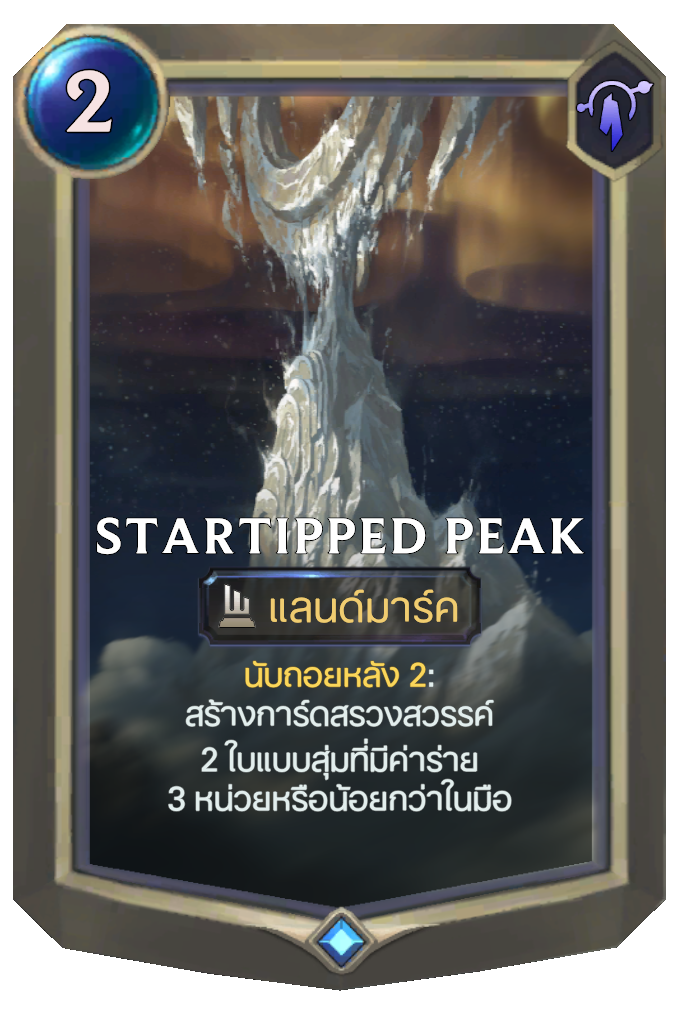 2
STARTIPPED PEAK
แลนด์มาร์ค
นับถอยหลัง 2:
สร้างการ์ดสรวงสวรรค์
2 ใบแบบสุ่มที่มีค่าร่าย
3 หน่วยหรือน้อยกว่าในมือ